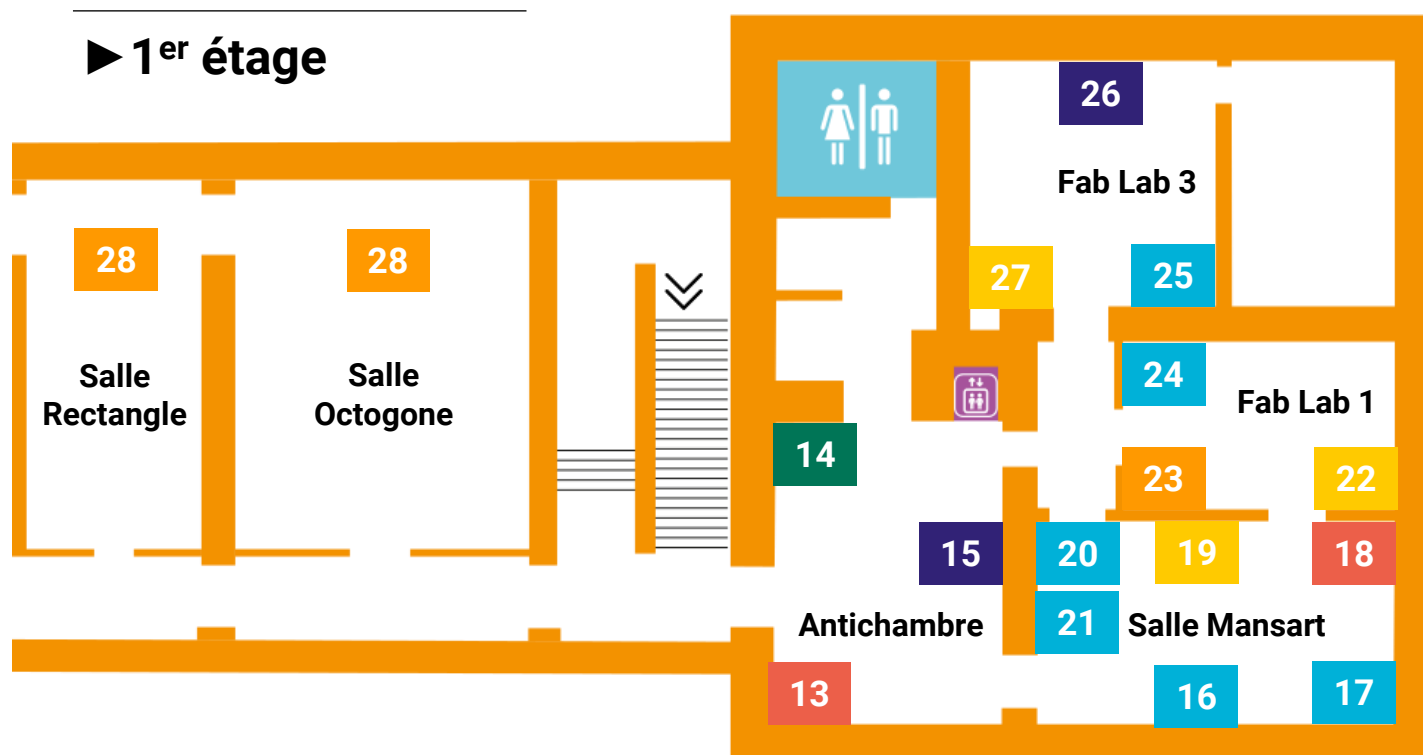 ►1er étage
26
Fab Lab 3
28
28
27
25
Salle
Rectangle
Salle
Octogone
24
Fab Lab 1
14
23
22
15
20
19
18
Antichambre
21
Salle Mansart
13
16
17